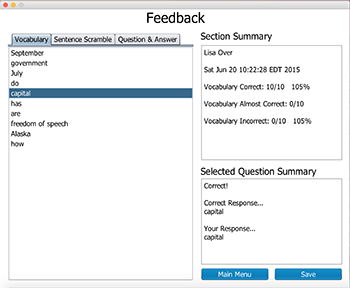 Feedback
Vocabulary
Sentence Scramble
Question & Answer
September
government
July
do
capital
has
are
freedom of speech
Alaska
how
Section Summary
Lisa Over
Sat Jun 20 10:22:28 EDT 2015
Vocabulary Correct: 10/10 105%
Vocabulary Almost Correct: 0/10
Vocabulary Incorrect: 0/10 105%
Selected Question Summary
Correct!
Correct Response...
capital
Your Response...
capital
Main Menu
Save